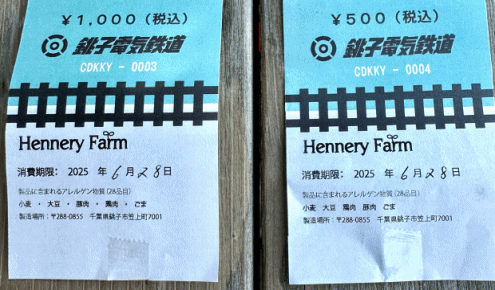 ¥1,000(税込)
銚子電気鉄道
CDKKY - 0003
Hennery Farm
消費期限: 2025 年 6月28日
製品に含まれるアレルゲン物質(28品目)
小麦 ・ 大豆 ・ 豚肉 ・ 鶏肉 ・ ごま
製造場所:〒288-0855 千葉県銚子市笠上町7001
¥500(税込)
銚子電気鉄道
CDKKY - 0004
Hennery Farm
消費期限: 2025 年 6月28日
製品に含まれるアレルゲン物質(28品目)
小麦 大豆 鶏肉 豚肉 ごま
製造場所:〒288-0855 千葉県銚子市笠上町7001